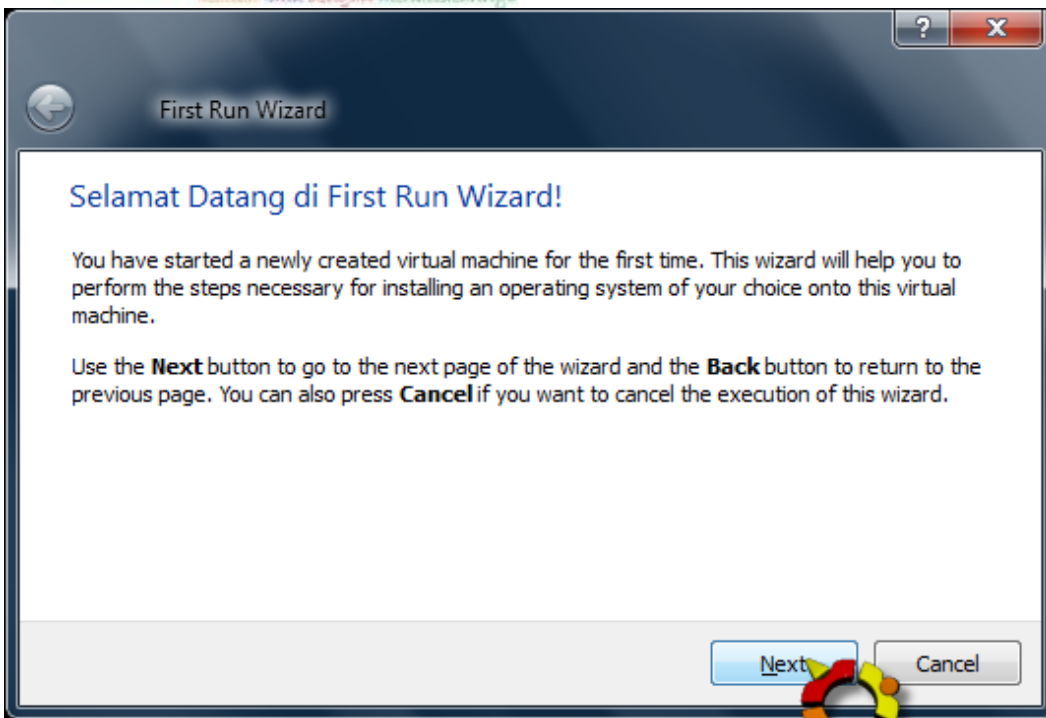 First Run Wizard
Selamat Datang di First Run Wizard!
You have started a newly created virtual machine for the first time. This wizard will help you to
perform the steps necessary for installing an operating system of your choice onto this virtual
machine.
Use the Next button to go to the next page of the wizard and the Back button to return to the
previous page. You can also press Cancel if you want to cancel the execution of this wizard.
Next Cancel